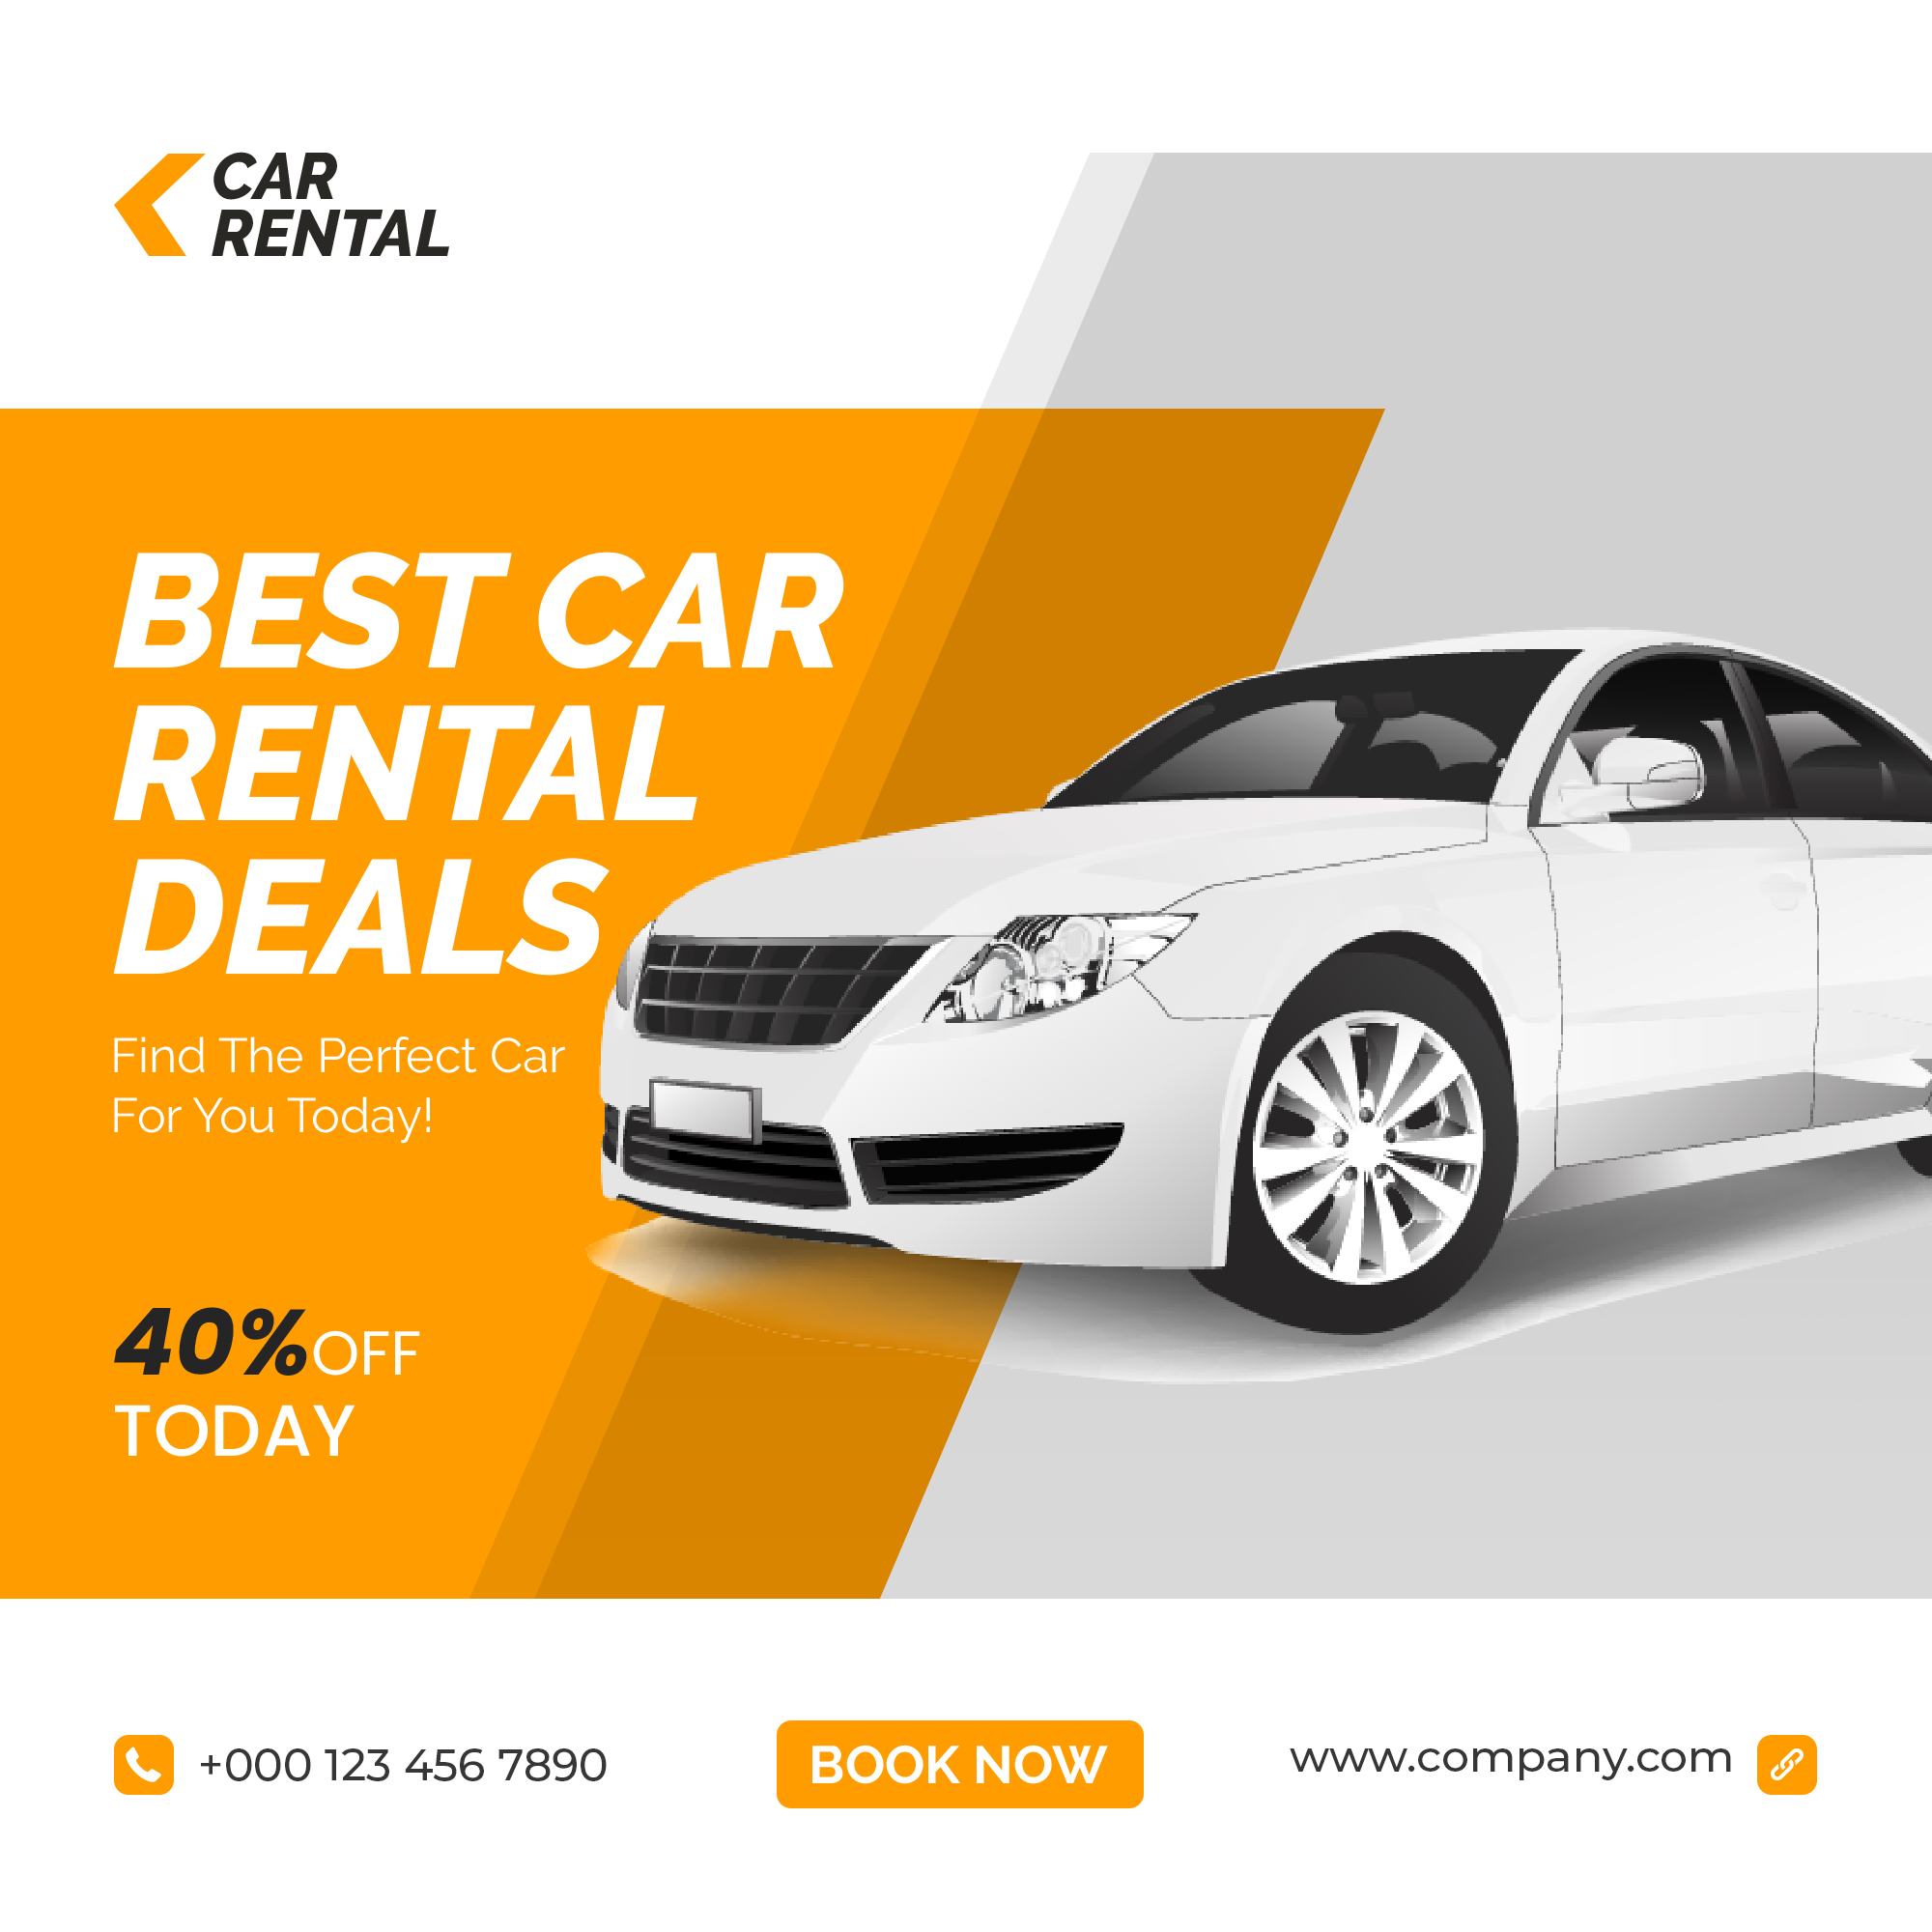 CAR
RENTAL
BEST CAR
RENTAL
DEALS
Find The Perfect Car
For You Today!
40% OFF
TODAY
+000 123 456 7890
BOOK NOW
www.company.com